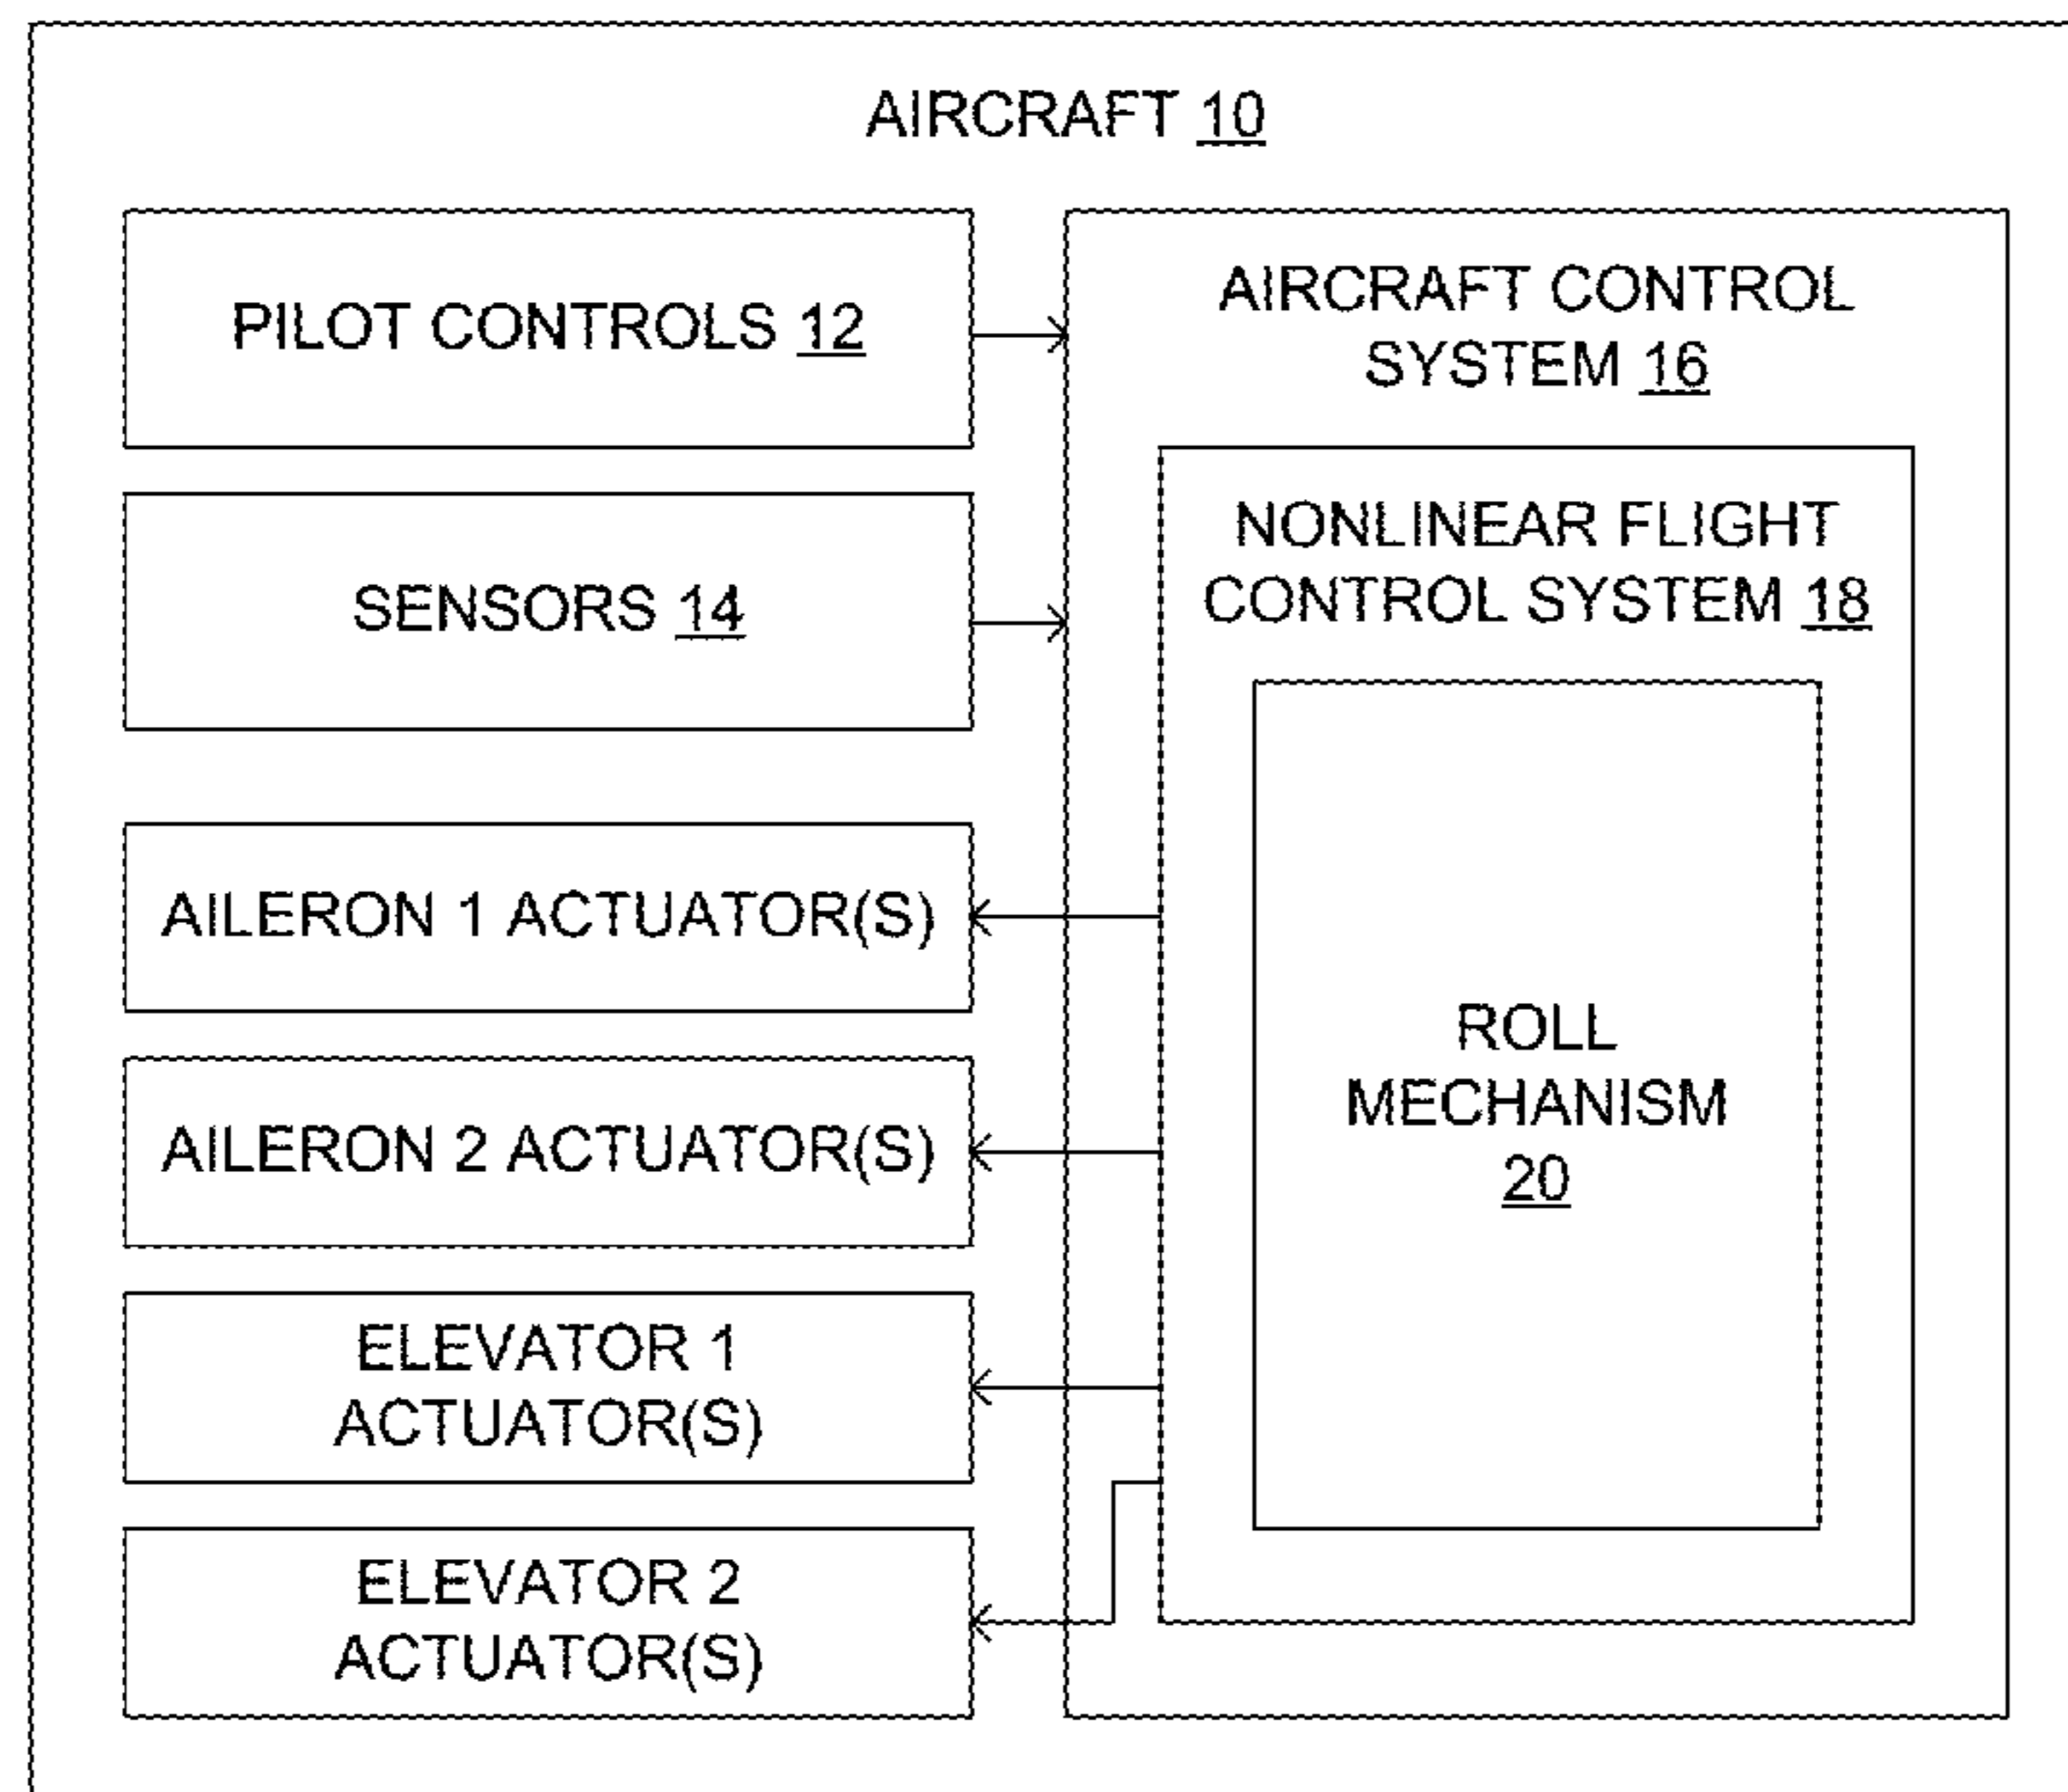 AIRCRAFT 10
PILOT CONTROLS 12
SENSORS 14
AILERON 1 ACTUATOR(S)
AILERON 2 ACTUATOR(S)
ELEVATOR 1
ACTUATOR(S)
ELEVATOR 2
ACTUATOR(S)
AIRCRAFT CONTROL
SYSTEM 16
NONLINEAR FLIGHT
CONTROL SYSTEM 18
ROLL
MECHANISM
20